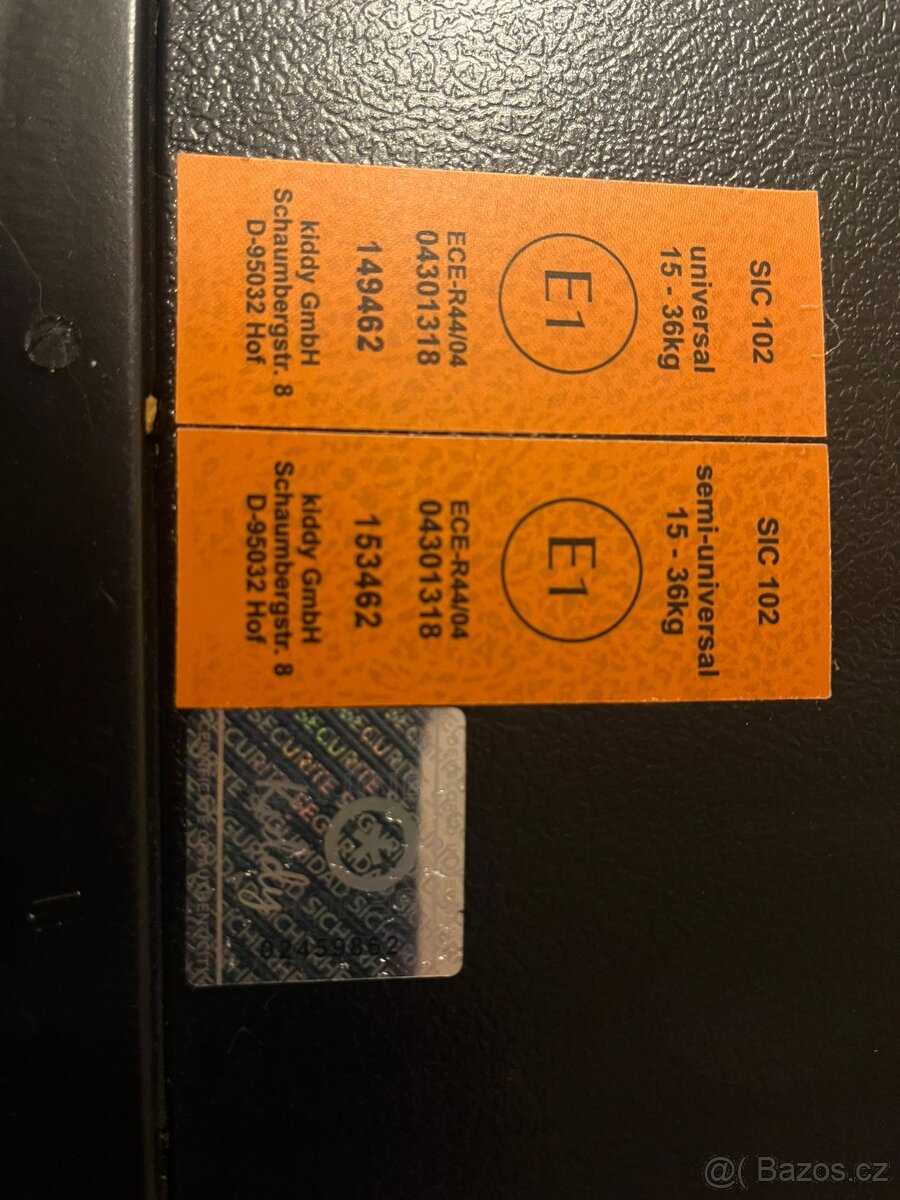 SIC 102
universal
15 - 36kg
E1
ECE-R44/04
04301318
149462
kiddy GmbH
Schaumbergstr. 8
D-95032 Hof
SIC 102
semi-universal
15 - 36kg
E1
ECE-R44/04
04301318
153462
kiddy GmbH
Schaumbergstr. 8
D-95032 Hof
kiddy
@( Bazos.cz